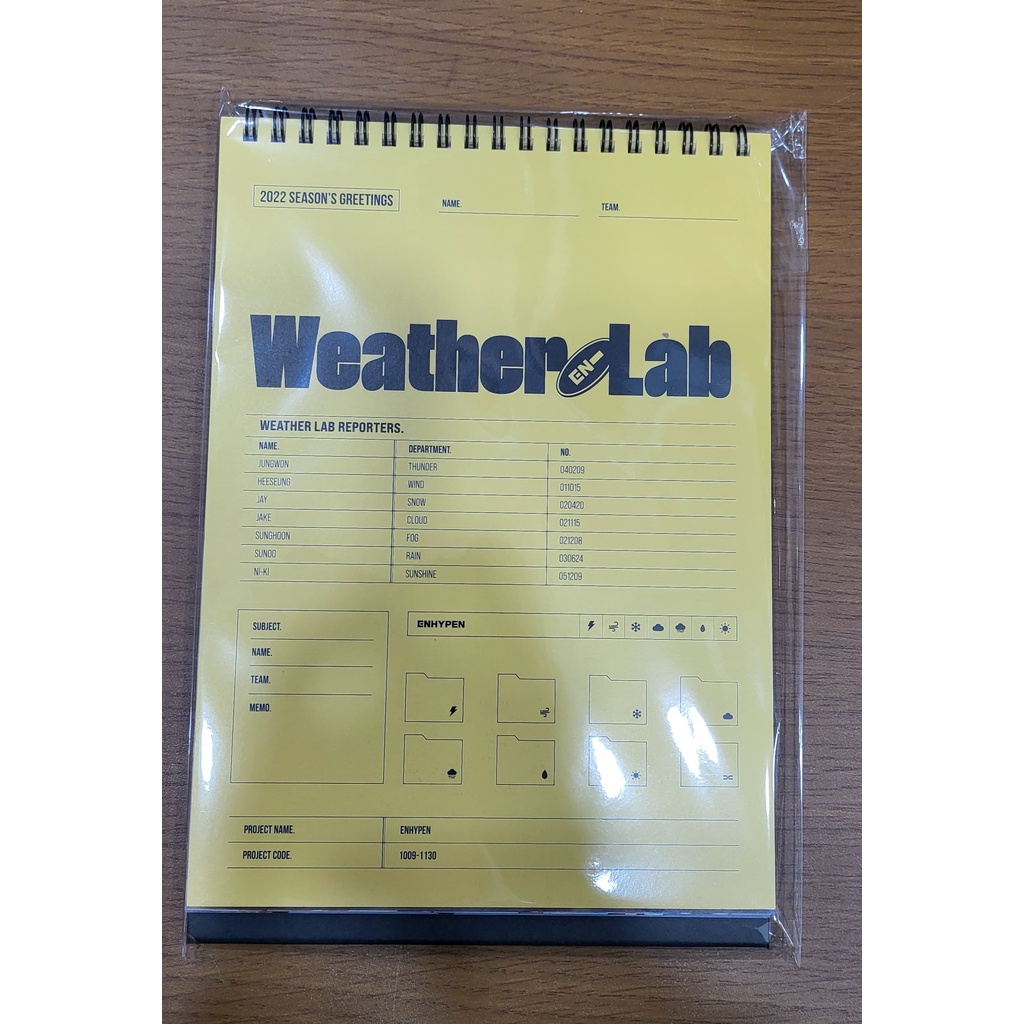 2022 SEASON'S GREETINGS NAME. TEAM.
Weather EN- Lab
WEATHER LAB REPORTERS.
NAME. DEPARTMENT. NO.
JUNGWON THUNDER 040209
HEESEUNG WIND 011015
JAY SNOW 020420
JAKE CLOUD 021115
SUNGHOON FOG 021208
SUNOO RAIN 030624
NI-KI SUNSHINE 051209
SUBJECT.
NAME.
TEAM.
MEMO.
ENHYPEN
PROJECT NAME. ENHYPEN
PROJECT CODE. 1009-1130